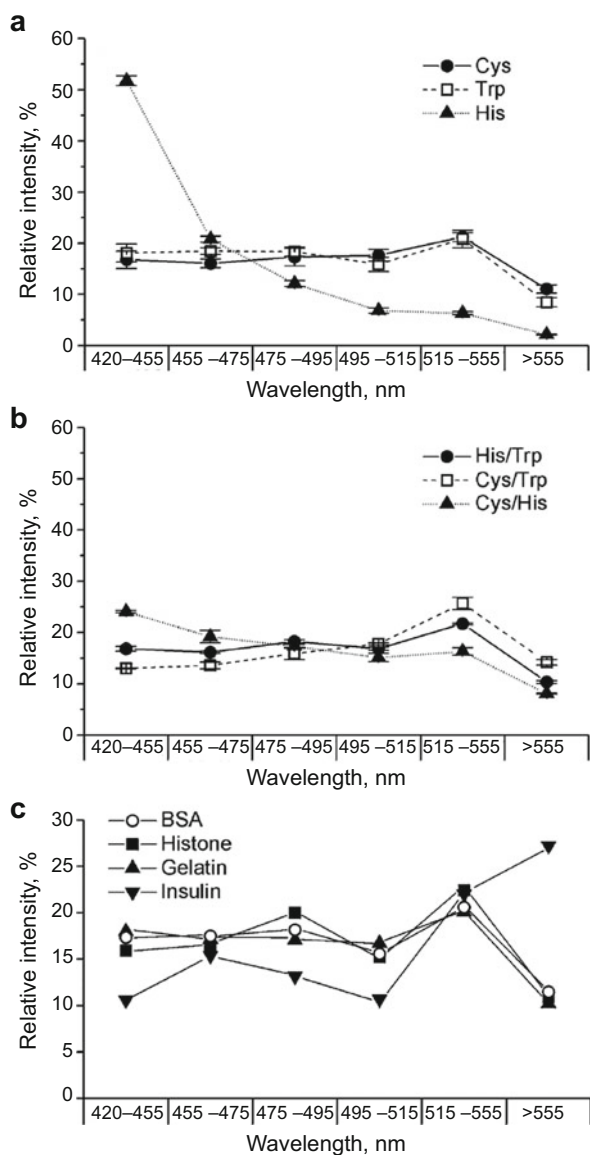 a
60
50
40
30
20
10
0
Relative intensity, %
Cys
Trp
His
420–455 455 –475 475 –495 495 –515 515 –555 >555
Wavelength, nm
b
60
50
40
30
20
10
0
Relative intensity, %
His/Trp
Cys/Trp
Cys/His
420–455 455 –475 475 –495 495 –515 515 –555 >555
Wavelength, nm
c
30
25
20
15
10
5
0
Relative intensity, %
BSA
Histone
Gelatin
Insulin
420–455 455 –475 475 –495 495 –515 515 –555 >555
Wavelength, nm